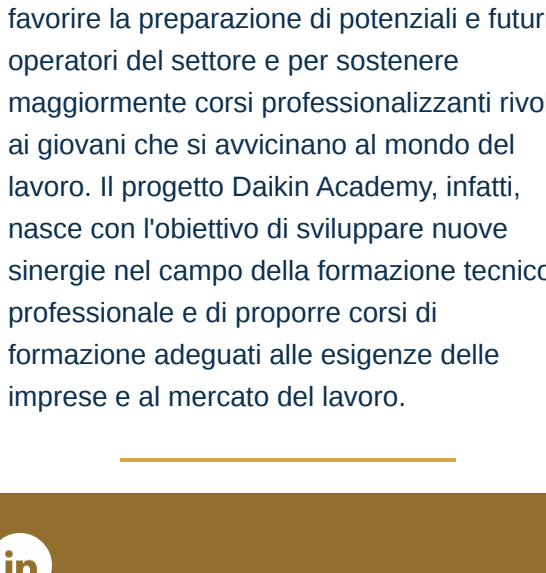 favorire la preparazione di potenziali e futur
operatori del settore e per sostenere
maggiormente corsi professionalizzanti rivol
ai giovani che si avvicinano al mondo del
lavoro. Il progetto Daikin Academy, infatti,
nasce con l'obiettivo di sviluppare nuove
sinergie nel campo della formazione tecnico
professionale e di proporre corsi di
formazione adeguati alle esigenze delle
imprese e al mercato del lavoro.
in